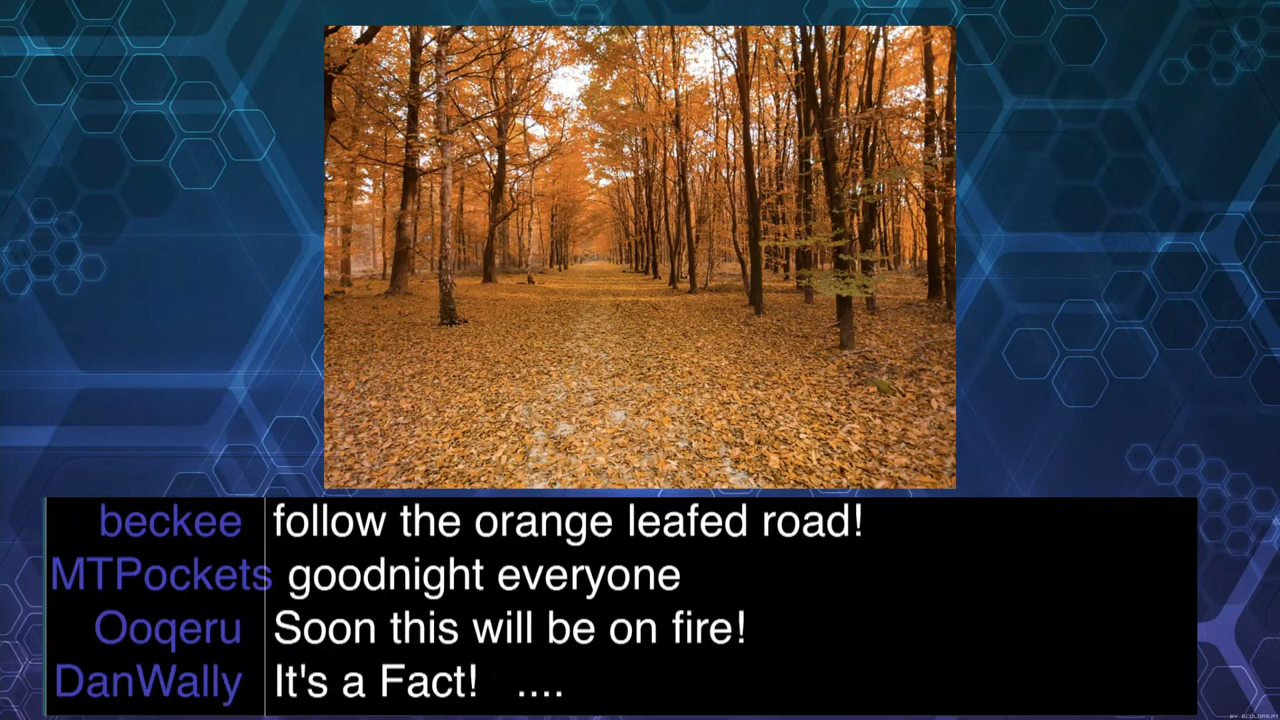 beckee follow the orange leafed road!
MTPockets goodnight everyone
Ooqeru Soon this will be on fire!
DanWally It's a Fact! ....